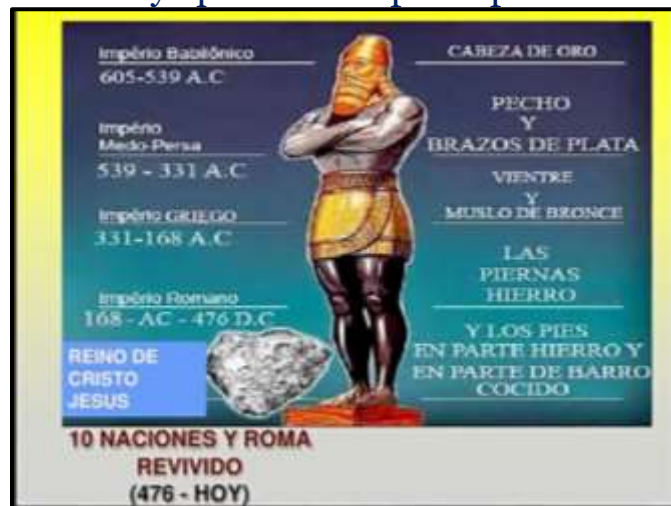 Império Babilônico
605-539 A.C
Império
Medo-Persa
539 - 331 A.C
Império GRIEGO
331-168 A.C
Império Romano
168 - AC - 476 D.C
REINO DE
CRISTO
JESUS
10 NACIONES Y ROMA
REVIVIDO
(476 - HOY)
CABEZA DE ORO
PECHO
Y
BRAZOS DE PLATA
VIENTRE
Y
MUSLO DE BRONCE
LAS
PIERNAS
HIERRO
Y LOS PIES
EN PARTE HIERRO Y
EN PARTE DE BARRO
COCIDO